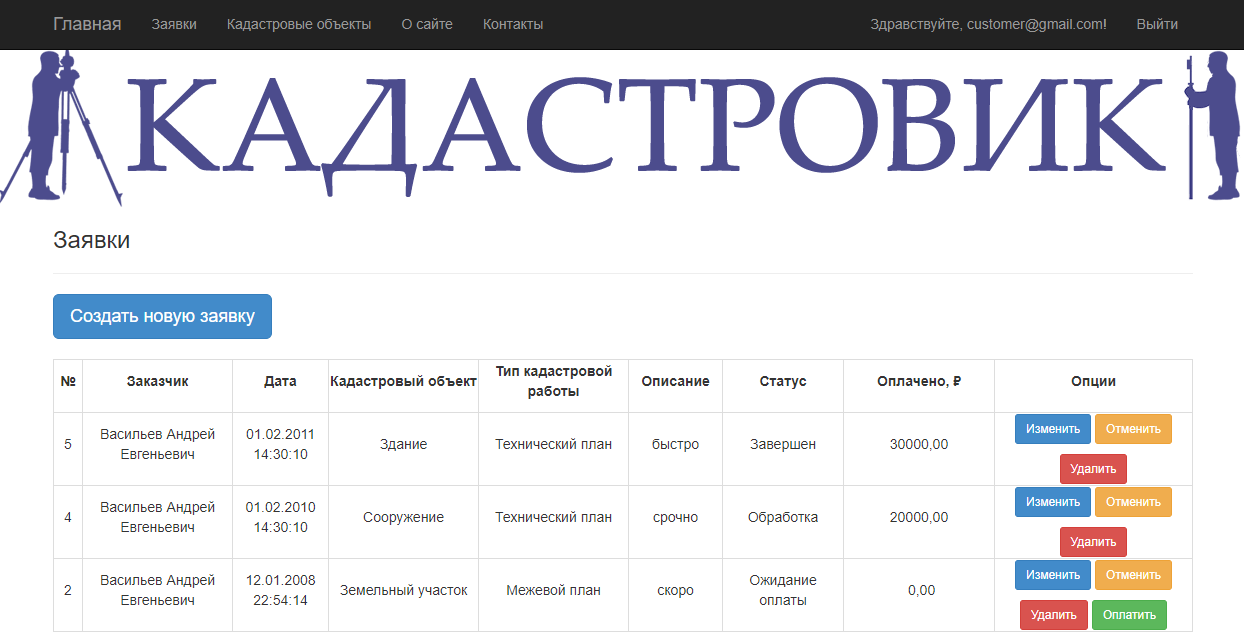 Главная Заявки Кадастровые объекты О сайте Контакты Здравствуйте, customer@gmail.com! Выйти
КАДАСТРОВИК
Заявки
Создать новую заявку
№ Заказчик Дата Кадастровый объект Тип кадастровой работы Описание Статус Оплачено, ₽ Опции
5 Васильев Андрей Евгеньевич 01.02.2011 14:30:10 Здание Технический план быстро Завершен 30000,00 Изменить Отменить Удалить
4 Васильев Андрей Евгеньевич 01.02.2010 14:30:10 Сооружение Технический план срочно Обработка 20000,00 Изменить Отменить Удалить
2 Васильев Андрей Евгеньевич 12.01.2008 22:54:14 Земельный участок Межевой план скоро Ожидание оплаты 0,00 Изменить Отменить Удалить Оплатить